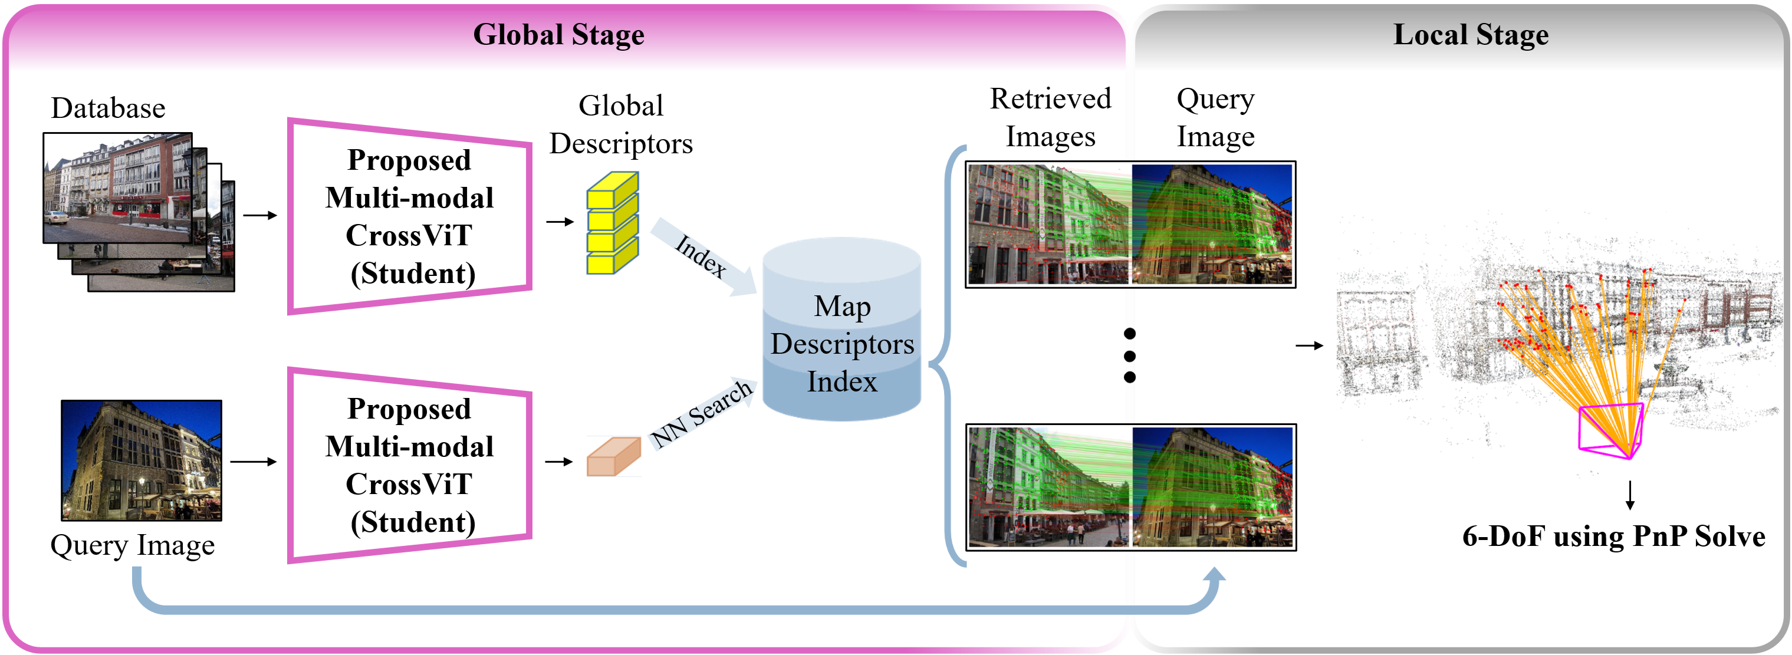 Global Stage
Local Stage
Database
Proposed
Multi-modal
CrossViT
(Student)
Global
Descriptors
Index
Retrieved
Images
Query
Image
Map
Descriptors
Index
Query Image
Proposed
Multi-modal
CrossViT
(Student)
NN Search
6-DoF using PnP Solve